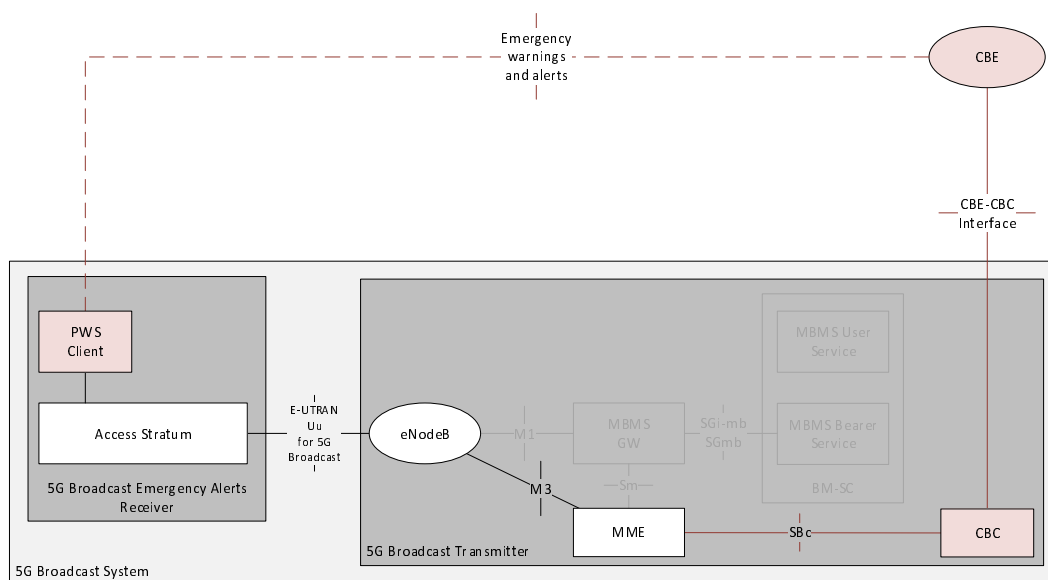 Emergency
warnings
and alerts
CBE
CBE-CBC
Interface
PWS
Client
Access Stratum
5G Broadcast Emergency Alerts
Receiver
E-UTRAN
Uu
for 5G
Broadcast
eNodeB
M1
MBMS
GW
SGi-mb
SGmb
MBMS User
Service
MBMS Bearer
Service
BM-SC
Sm
M3
MME
SBc
CBC
5G Broadcast Transmitter
5G Broadcast System